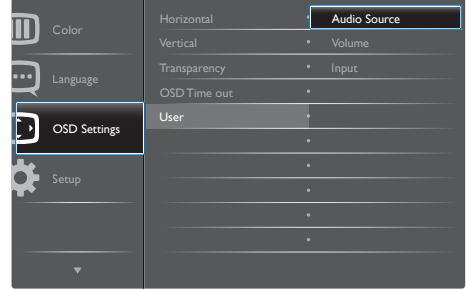 Color
Language
OSD Settings
Setup
Horizontal
Vertical
Transparency
OSD Time out
User
Audio Source
Volume
Input